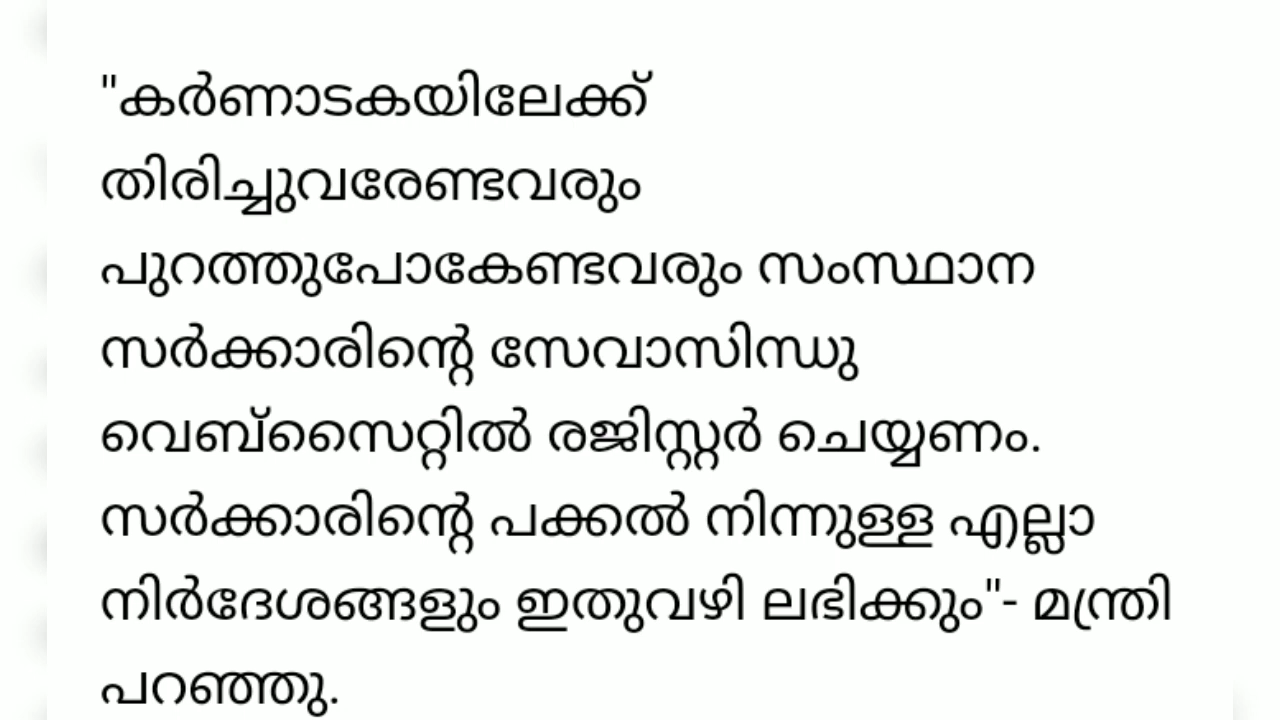 "കർണാടകയിലേക്ക്
തിരിച്ചുവരേണ്ടവരും
പുറത്തുപോകേണ്ടവരും സംസ്ഥാന
സർക്കാരിന്റെ സേവാസിന്ധു
വെബ്സൈറ്റിൽ രജിസ്റ്റർ ചെയ്യണം.
സർക്കാരിന്റെ പക്കൽ നിന്നുള്ള എല്ലാ
നിർദേശങ്ങളും ഇതുവഴി ലഭിക്കും"- മന്ത്രി
പറഞ്ഞു.